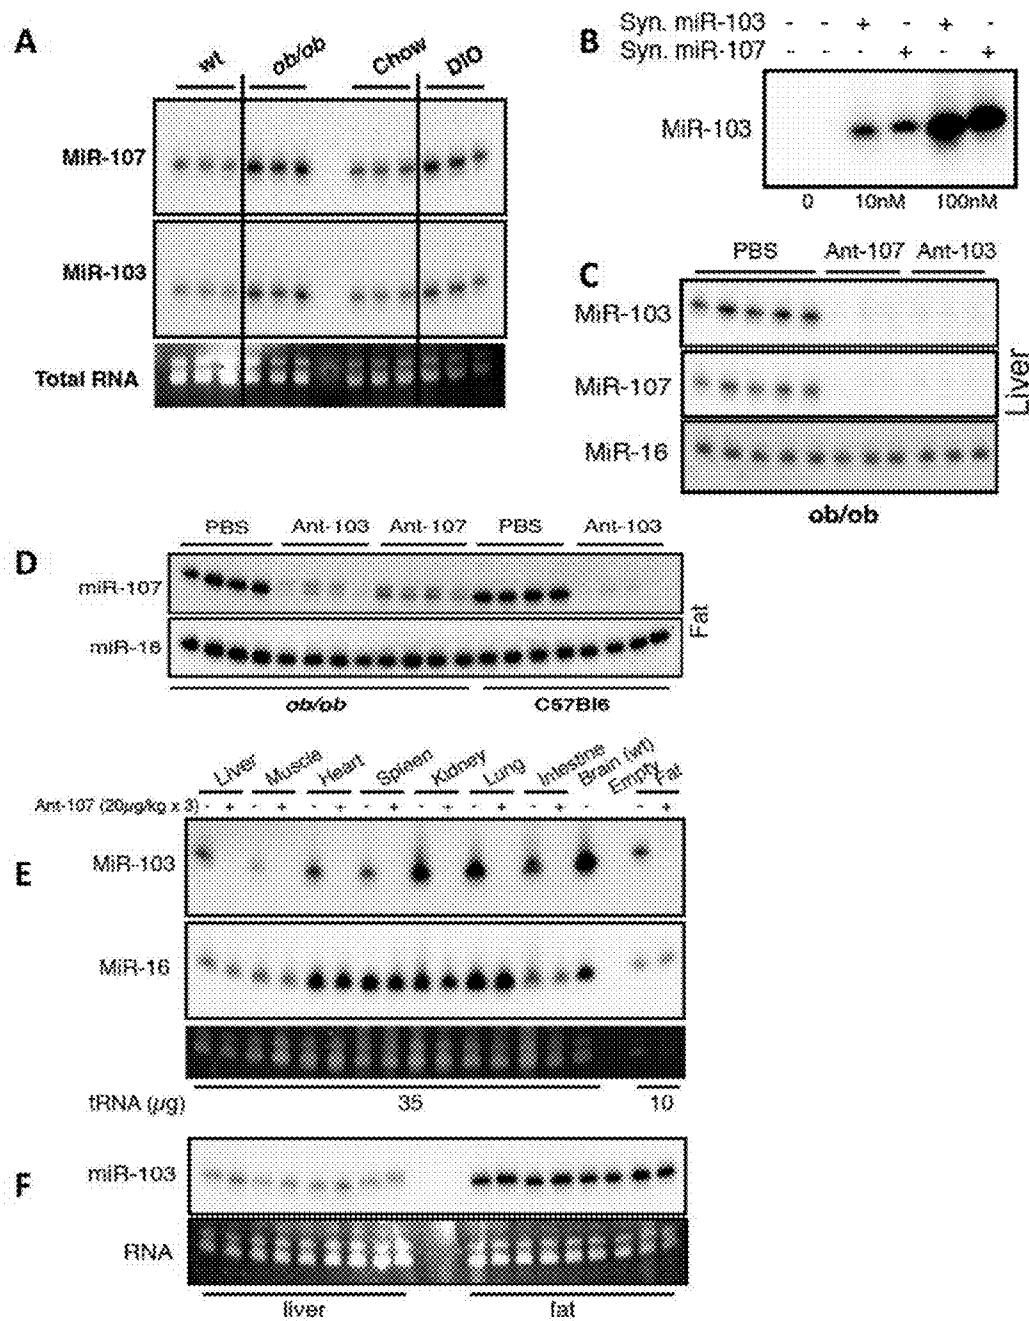 A
wt ob/ob Chow DIO
MiR-107
MiR-103
Total RNA
B
Syn. miR-103 - - + - + -
Syn. miR-107 - - - + - +
MiR-103
0 10nM 100nM
C
PBS Ant-107 Ant-103
MiR-103
MiR-107
MiR-16
Liver
ob/ob
D
PBS Ant-103 Ant-107 PBS Ant-103
miR-107
miR-16
Fat
ob/ob C57Bl6
E
Liver Muscle Heart Spleen Kidney Lung Intestine Brain (wt) Empty Fat
Ant-107 (20µg/kg x 3) - + - + - + - + - + - + - + - - +
MiR-103
MiR-16
tRNA (µg) 35 10
F
miR-103
RNA
liver fat